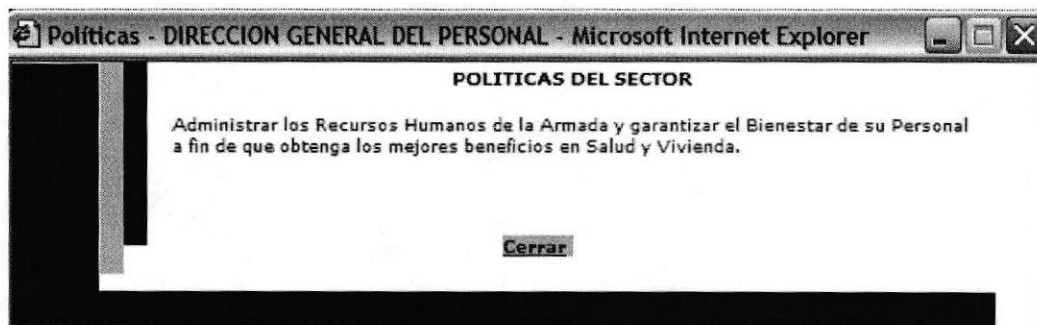 Políticas - DIRECCION GENERAL DEL PERSONAL - Microsoft Internet Explorer
POLITICAS DEL SECTOR
Administrar los Recursos Humanos de la Armada y garantizar el Bienestar de su Personal
a fin de que obtenga los mejores beneficios en Salud y Vivienda.
Cerrar